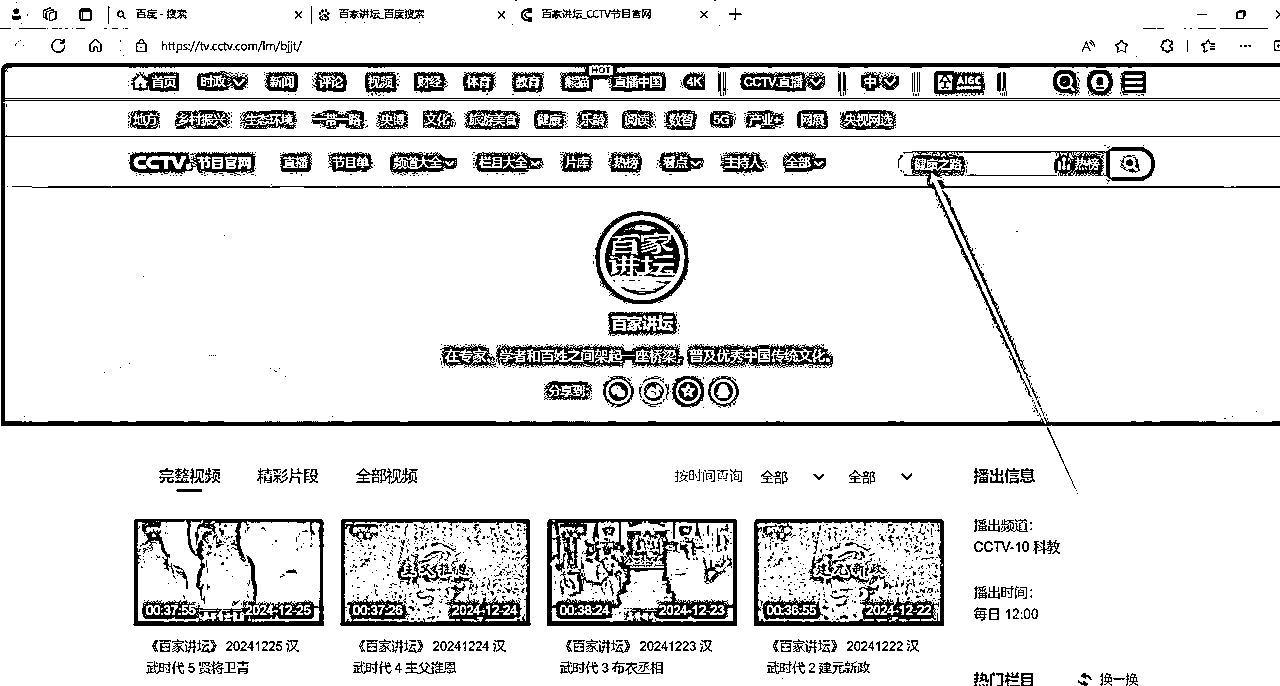 百度 - 搜索
百家讲坛_百度搜索
百家讲坛_CCTV节目官网
https://tv.cctv.com/lm/bjjt/
首页 时政 新闻 评论 视频 财经 体育 教育 熊猫 HOT 直播中国 4K CCTV.直播 中 AIGC
地方 乡村振兴 生态环境 一带一路 央博 文化 旅游美食 健康 乐龄 阅读 数智 5G 产业+ 网展 央视网选
CCTV.节目官网 直播 节目单 频道大全 栏目大全 片库 热榜 看点 主持人 全部 健康之路 热榜
百家讲坛
百家讲坛
在专家、学者和百姓之间架起一座桥梁,普及优秀中国传统文化。
分享到:
完整视频 精彩片段 全部视频 按时间查询 全部 全部
00:37:55 2024-12-25
00:37:26 2024-12-24
00:38:24 2024-12-23
建元新政
00:36:55 2024-12-22
《百家讲坛》 20241225 汉
武时代 5 贤将卫青
《百家讲坛》 20241224 汉
武时代 4 主父偃恩
《百家讲坛》 20241223 汉
武时代 3 布衣丞相
《百家讲坛》 20241222 汉
武时代 2 建元新政
播出信息
播出频道:
CCTV-10 科教
播出时间:
每日 12:00
热门栏目 换一换